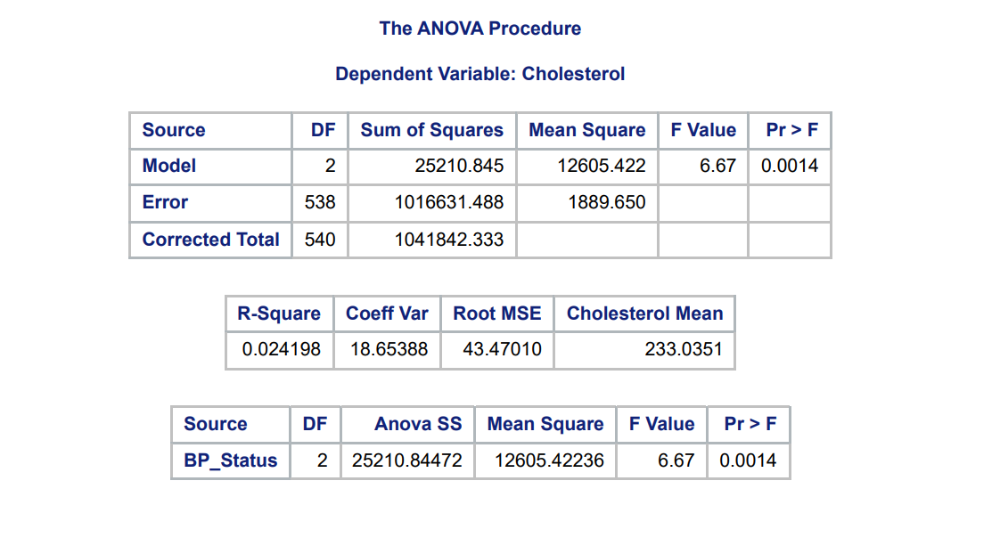 The ANOVA Procedure
Dependent Variable: Cholesterol
Source DF Sum of Squares Mean Square F Value Pr > F
Model 2 25210.845 12605.422 6.67 0.0014
Error 538 1016631.488 1889.650
Corrected Total 540 1041842.333
R-Square Coeff Var Root MSE Cholesterol Mean
0.024198 18.65388 43.47010 233.0351
Source DF Anova SS Mean Square F Value Pr > F
BP_Status 2 25210.84472 12605.42236 6.67 0.0014